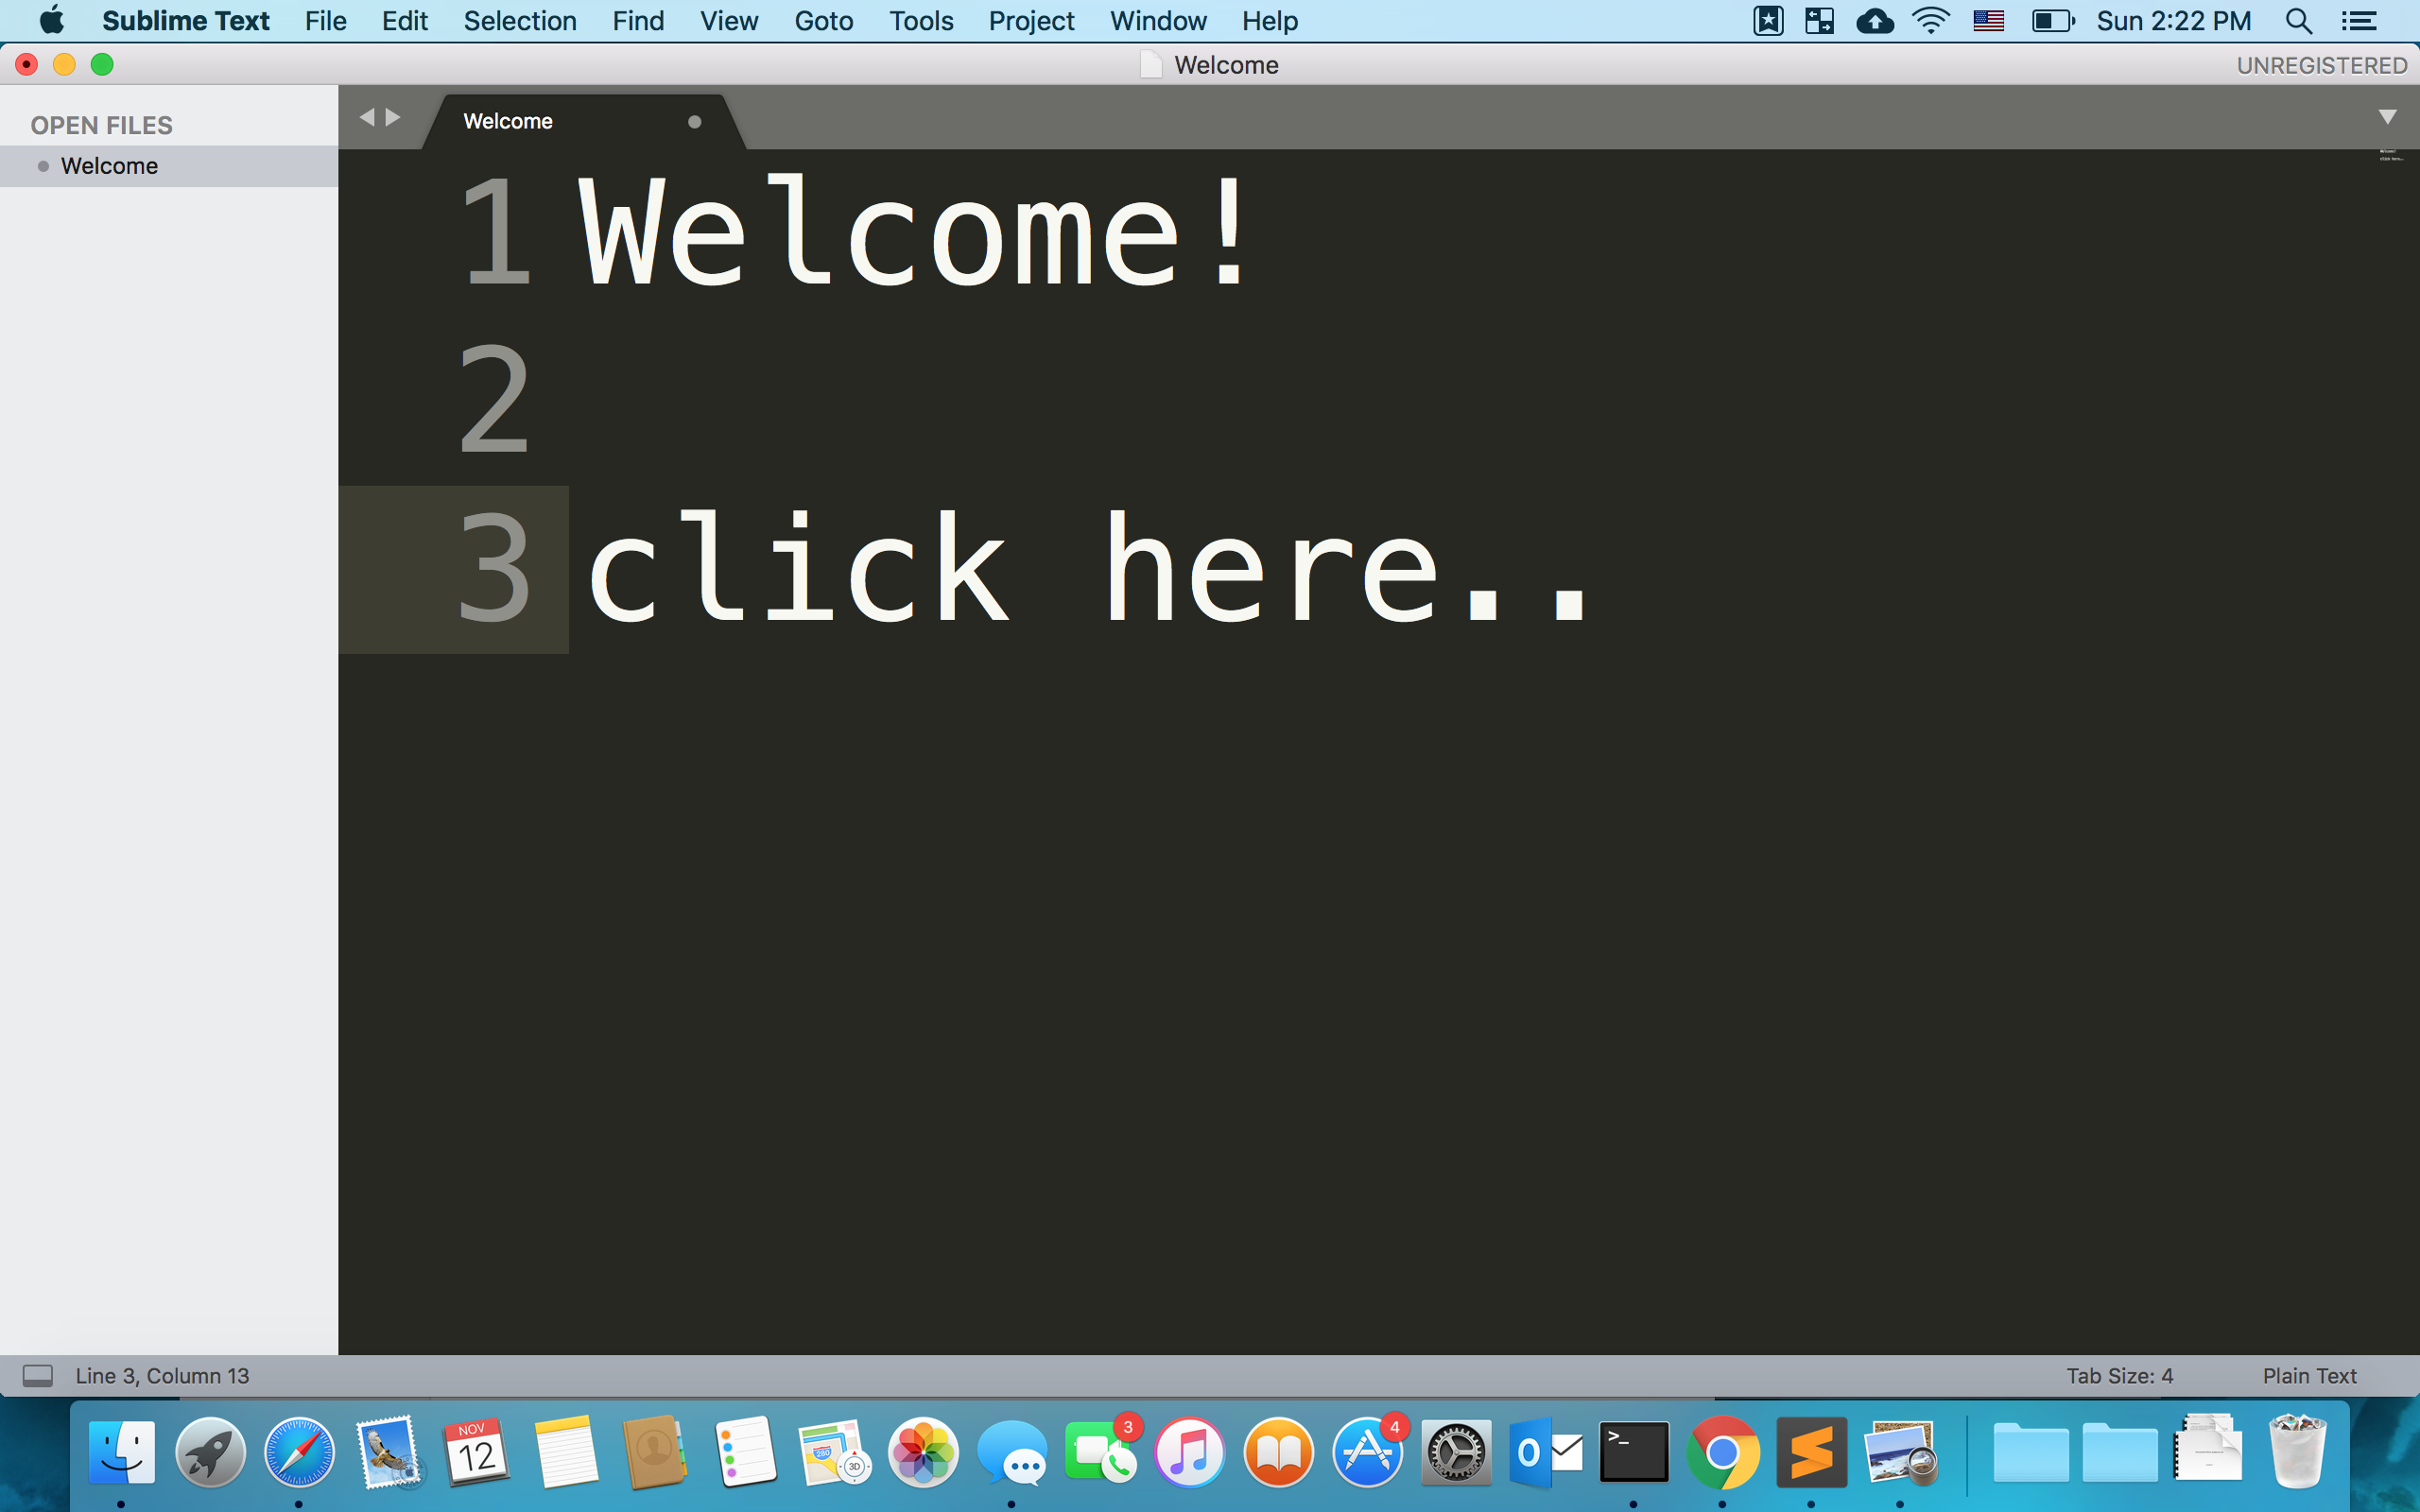 Sublime Text File Edit Selection Find View Goto Tools Project Window Help Sun 2:22 PM
Welcome UNREGISTERED
OPEN FILES
Welcome
Welcome
1 Welcome!
2
3 click here..
Line 3, Column 13 Tab Size: 4 Plain Text
NOV
12
280
3D
3
4
O
>_